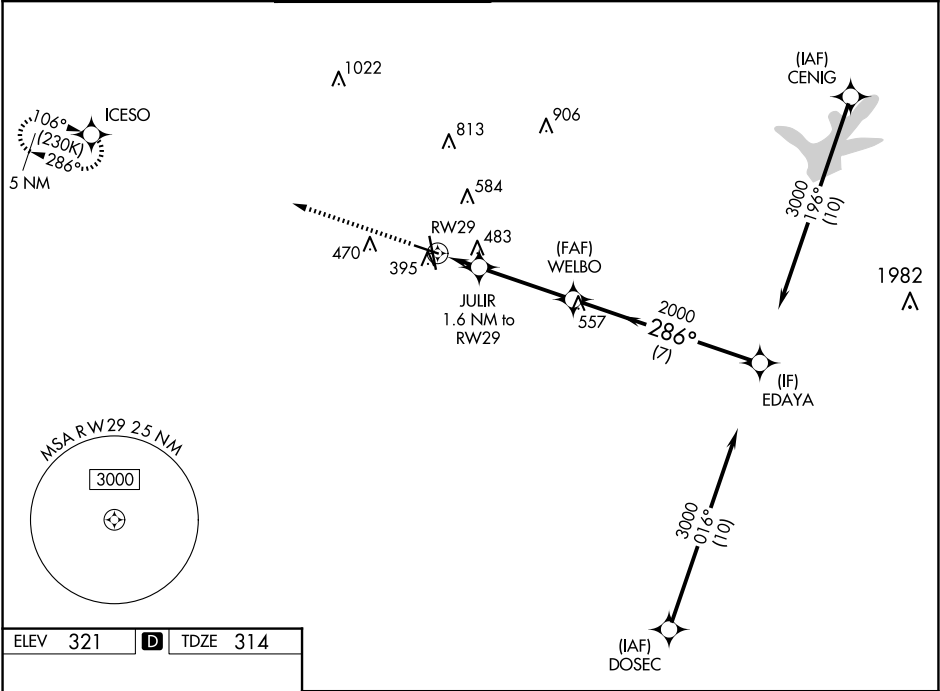 1022
(IAF)
CENIG
ICESO
106°
(230K)
286°
5 NM
813
906
584
3000
196°
(10)
RW29
483
470
395
(FAF)
WELBO
1982
JULIR
1.6 NM to
RW29
557
2000
286°
(7)
(IF)
EDAYA
MSA RW29 25 NM
3000
3000
016°
(10)
ELEV 321 D TDZE 314
(IAF)
DOSEC